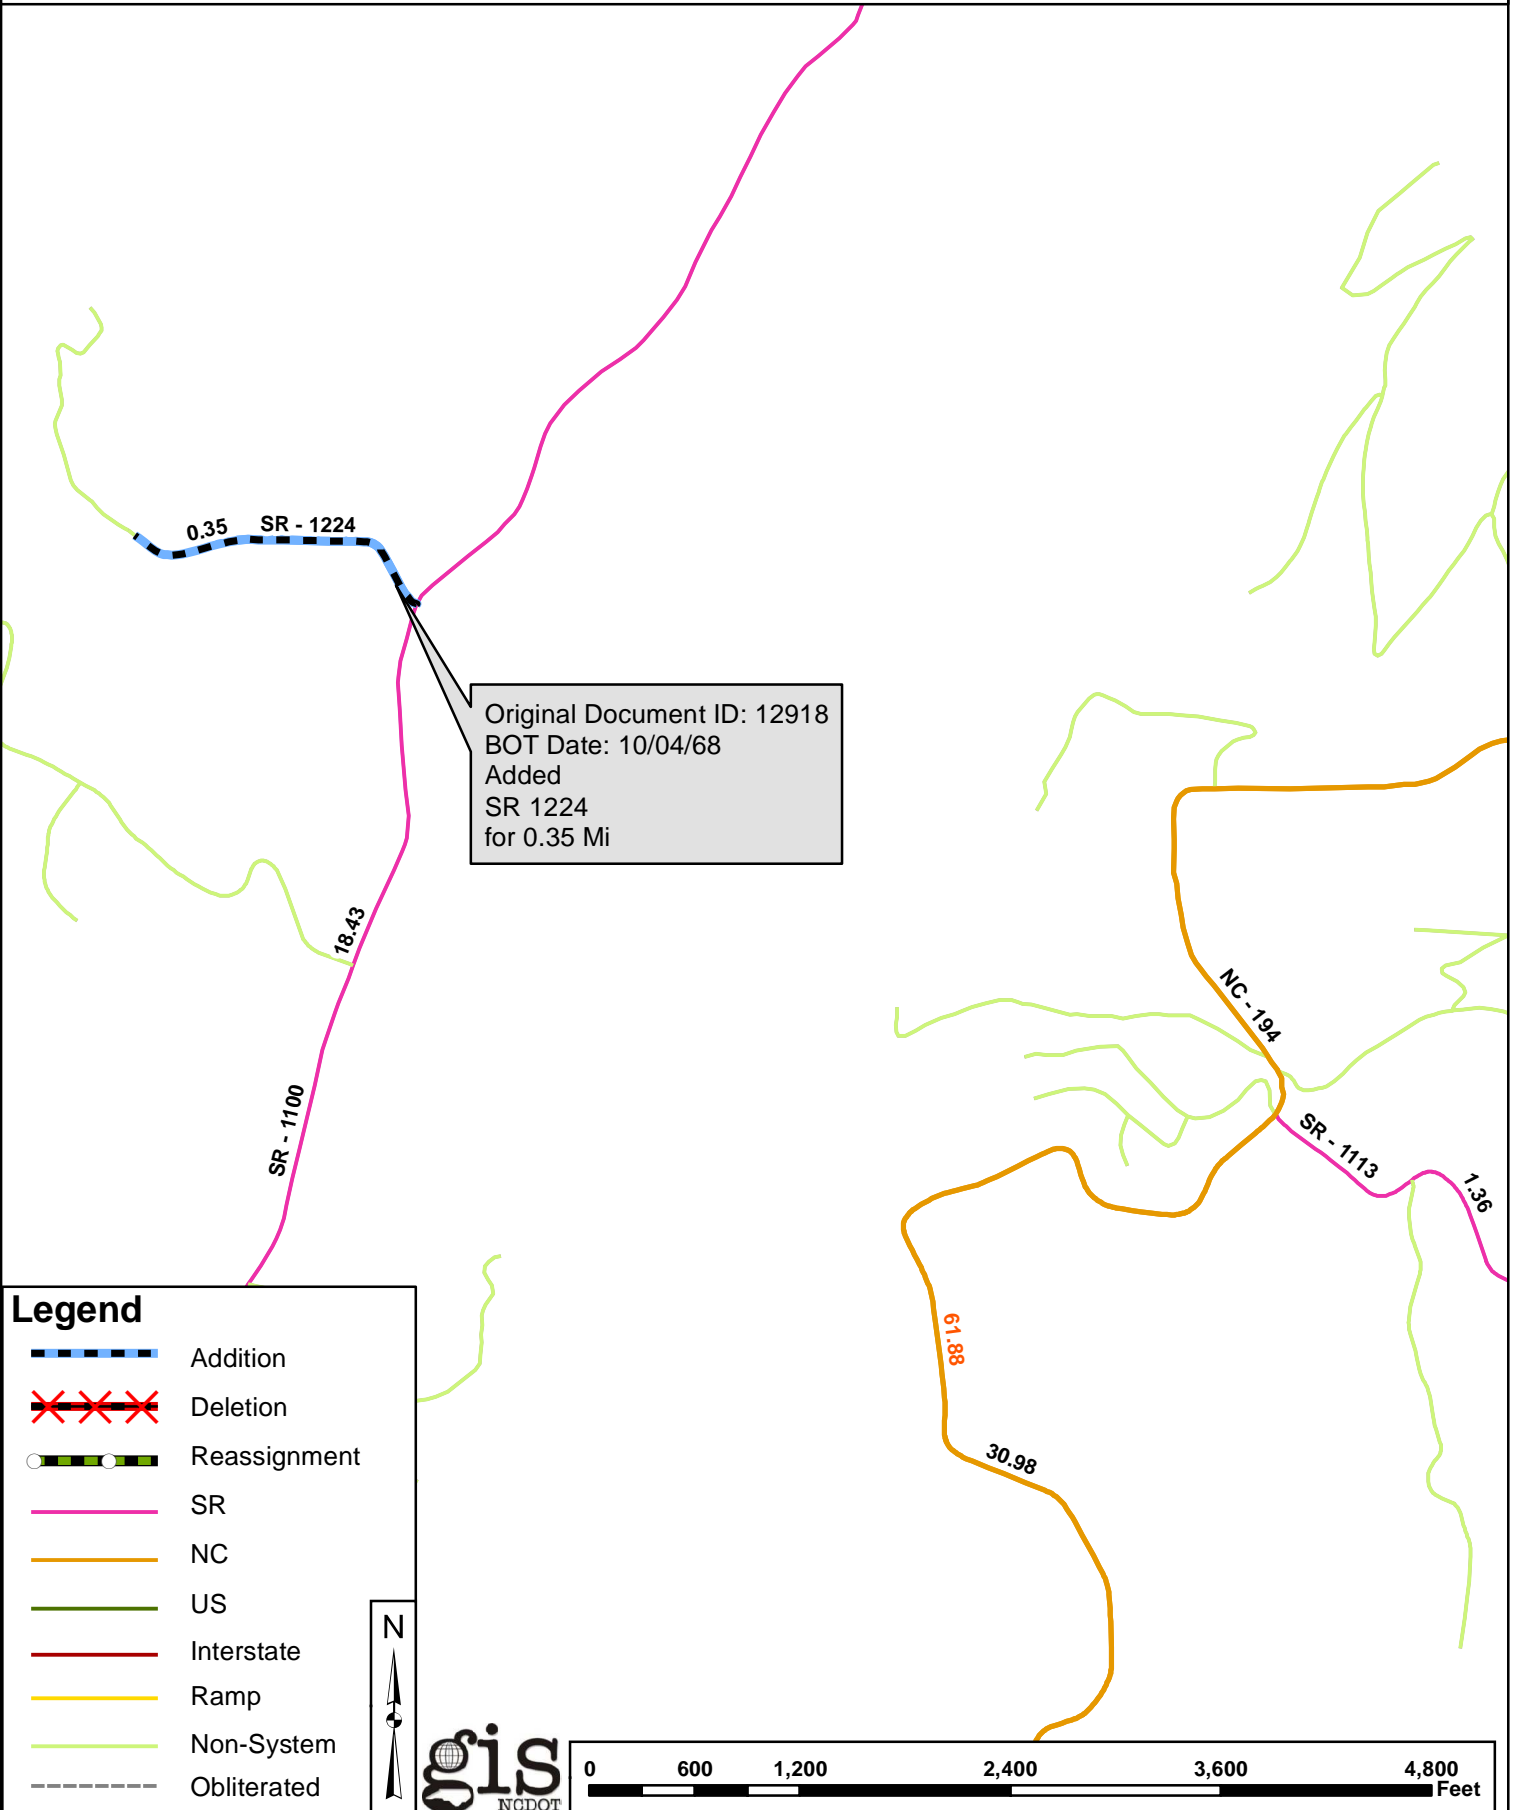 0.35
SR - 1224
Original Document ID: 12918
BOT Date: 10/04/68
Added
SR 1224
for 0.35 Mi
18.43
NC - 194
SR - 1100
SR - 1113
1.36
61.88
30.98
Legend
Addition
Deletion
Reassignment
SR
NC
US
Interstate
Ramp
Non-System
Obliterated
N
gis
NCDOT
0 600 1,200 2,400 3,600 4,800
Feet